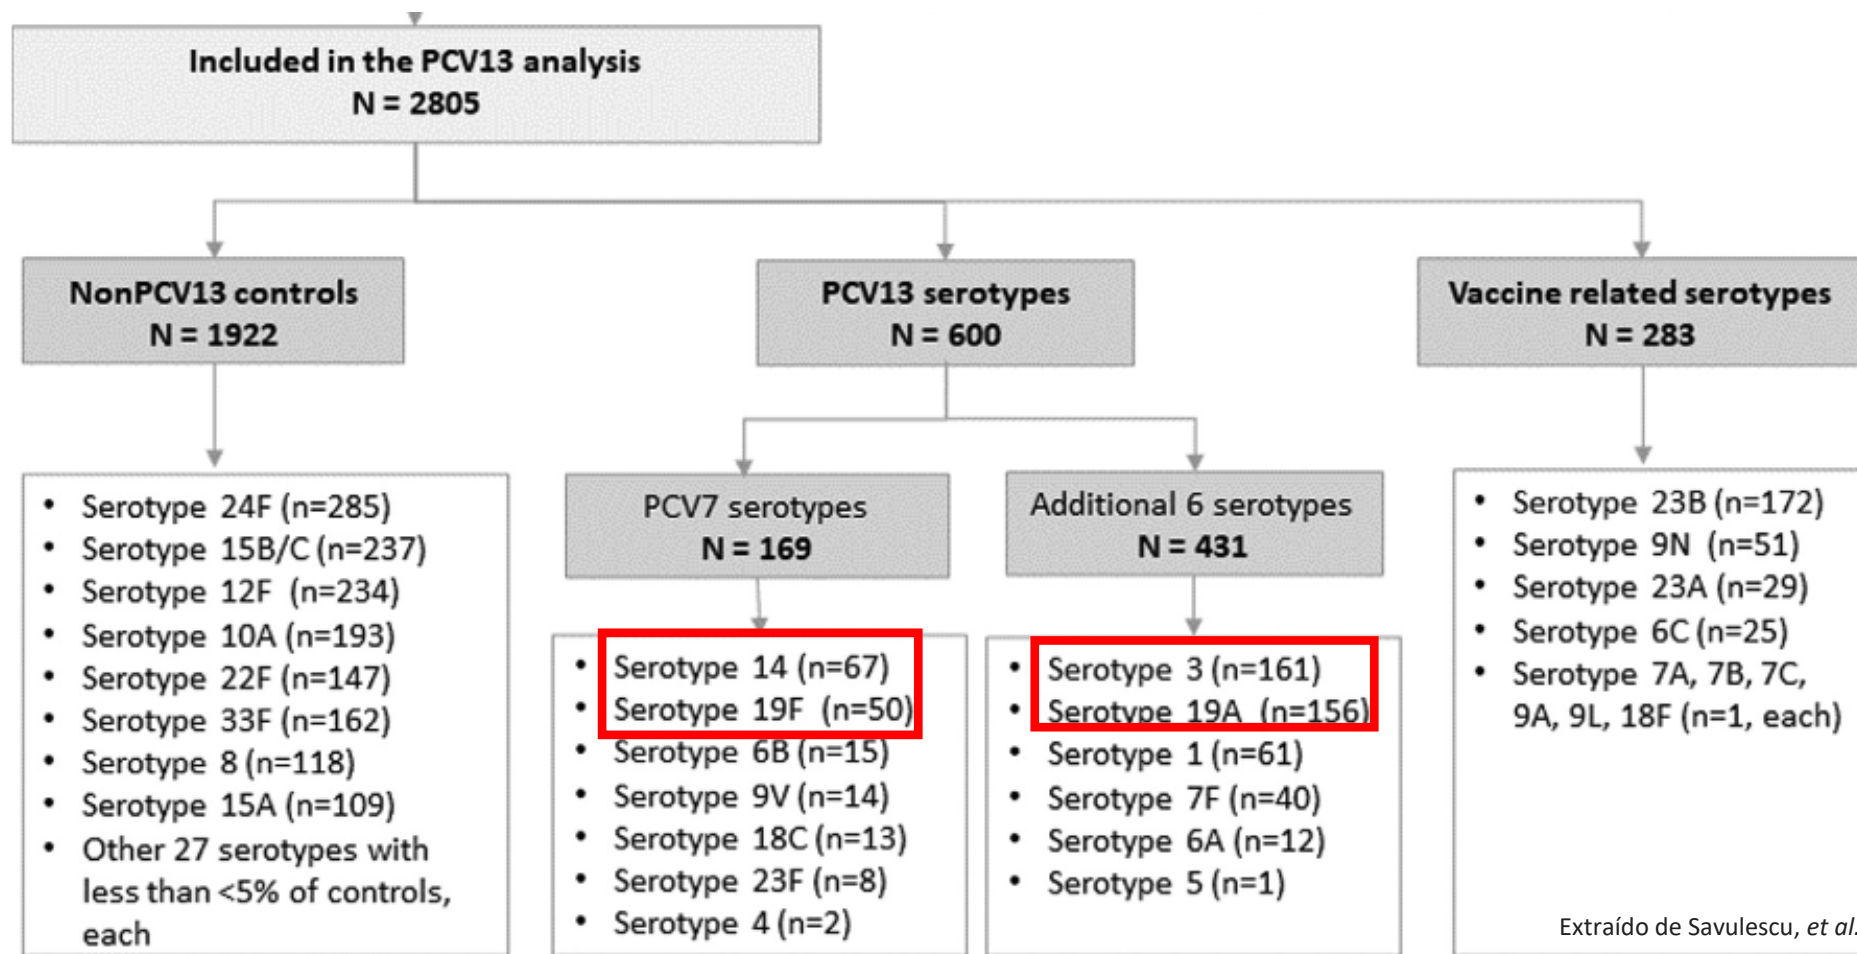 Included in the PCV13 analysis
N = 2805
NonPCV13 controls
N = 1922
PCV13 serotypes
N = 600
Vaccine related serotypes
N = 283
• Serotype 24F (n=285)
• Serotype 15B/C (n=237)
• Serotype 12F (n=234)
• Serotype 10A (n=193)
• Serotype 22F (n=147)
• Serotype 33F (n=162)
• Serotype 8 (n=118)
• Serotype 15A (n=109)
• Other 27 serotypes with
less than <5% of controls,
each
PCV7 serotypes
N = 169
• Serotype 14 (n=67)
• Serotype 19F (n=50)
• Serotype 6B (n=15)
• Serotype 9V (n=14)
• Serotype 18C (n=13)
• Serotype 23F (n=8)
• Serotype 4 (n=2)
Additional 6 serotypes
N = 431
• Serotype 3 (n=161)
• Serotype 19A (n=156)
• Serotype 1 (n=61)
• Serotype 7F (n=40)
• Serotype 6A (n=12)
• Serotype 5 (n=1)
• Serotype 23B (n=172)
• Serotype 9N (n=51)
• Serotype 23A (n=29)
• Serotype 6C (n=25)
• Serotype 7A, 7B, 7C,
9A, 9L, 18F (n=1, each)
Extraído de Savulescu, et al.